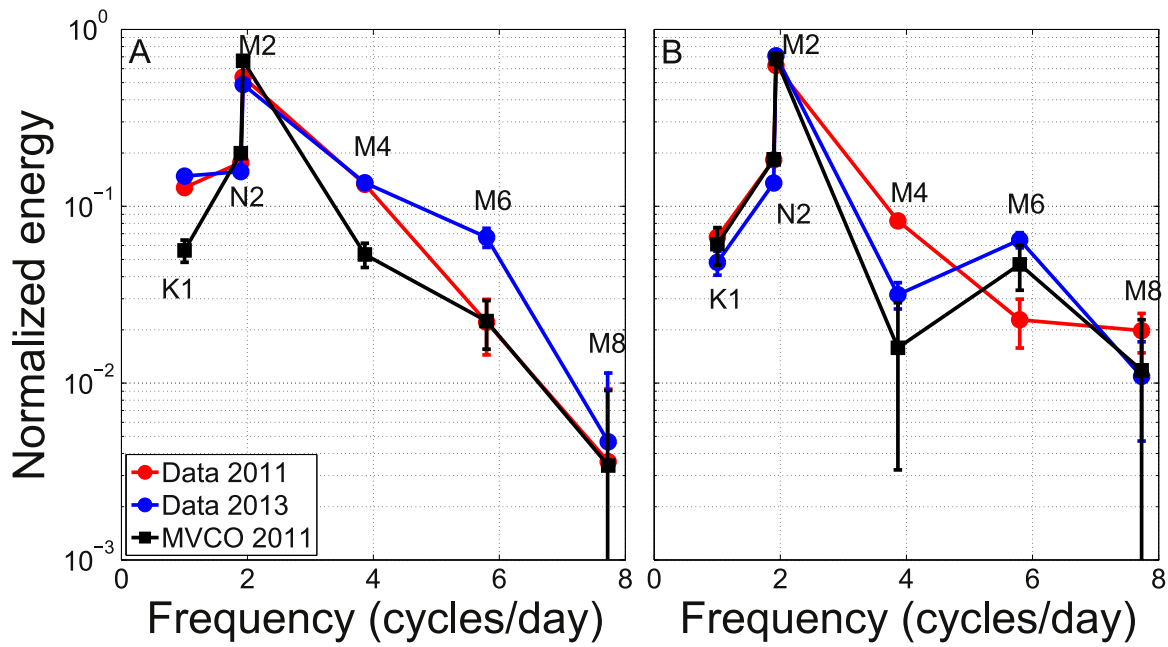 Normalized energy
10^0
10^-1
10^-2
10^-3
A
M2
M4
N2
M6
K1
M8
Data 2011
Data 2013
MVCO 2011
0
2
4
6
8
Frequency (cycles/day)
B
M2
M4
N2
M6
K1
M8
0
2
4
6
8
Frequency (cycles/day)